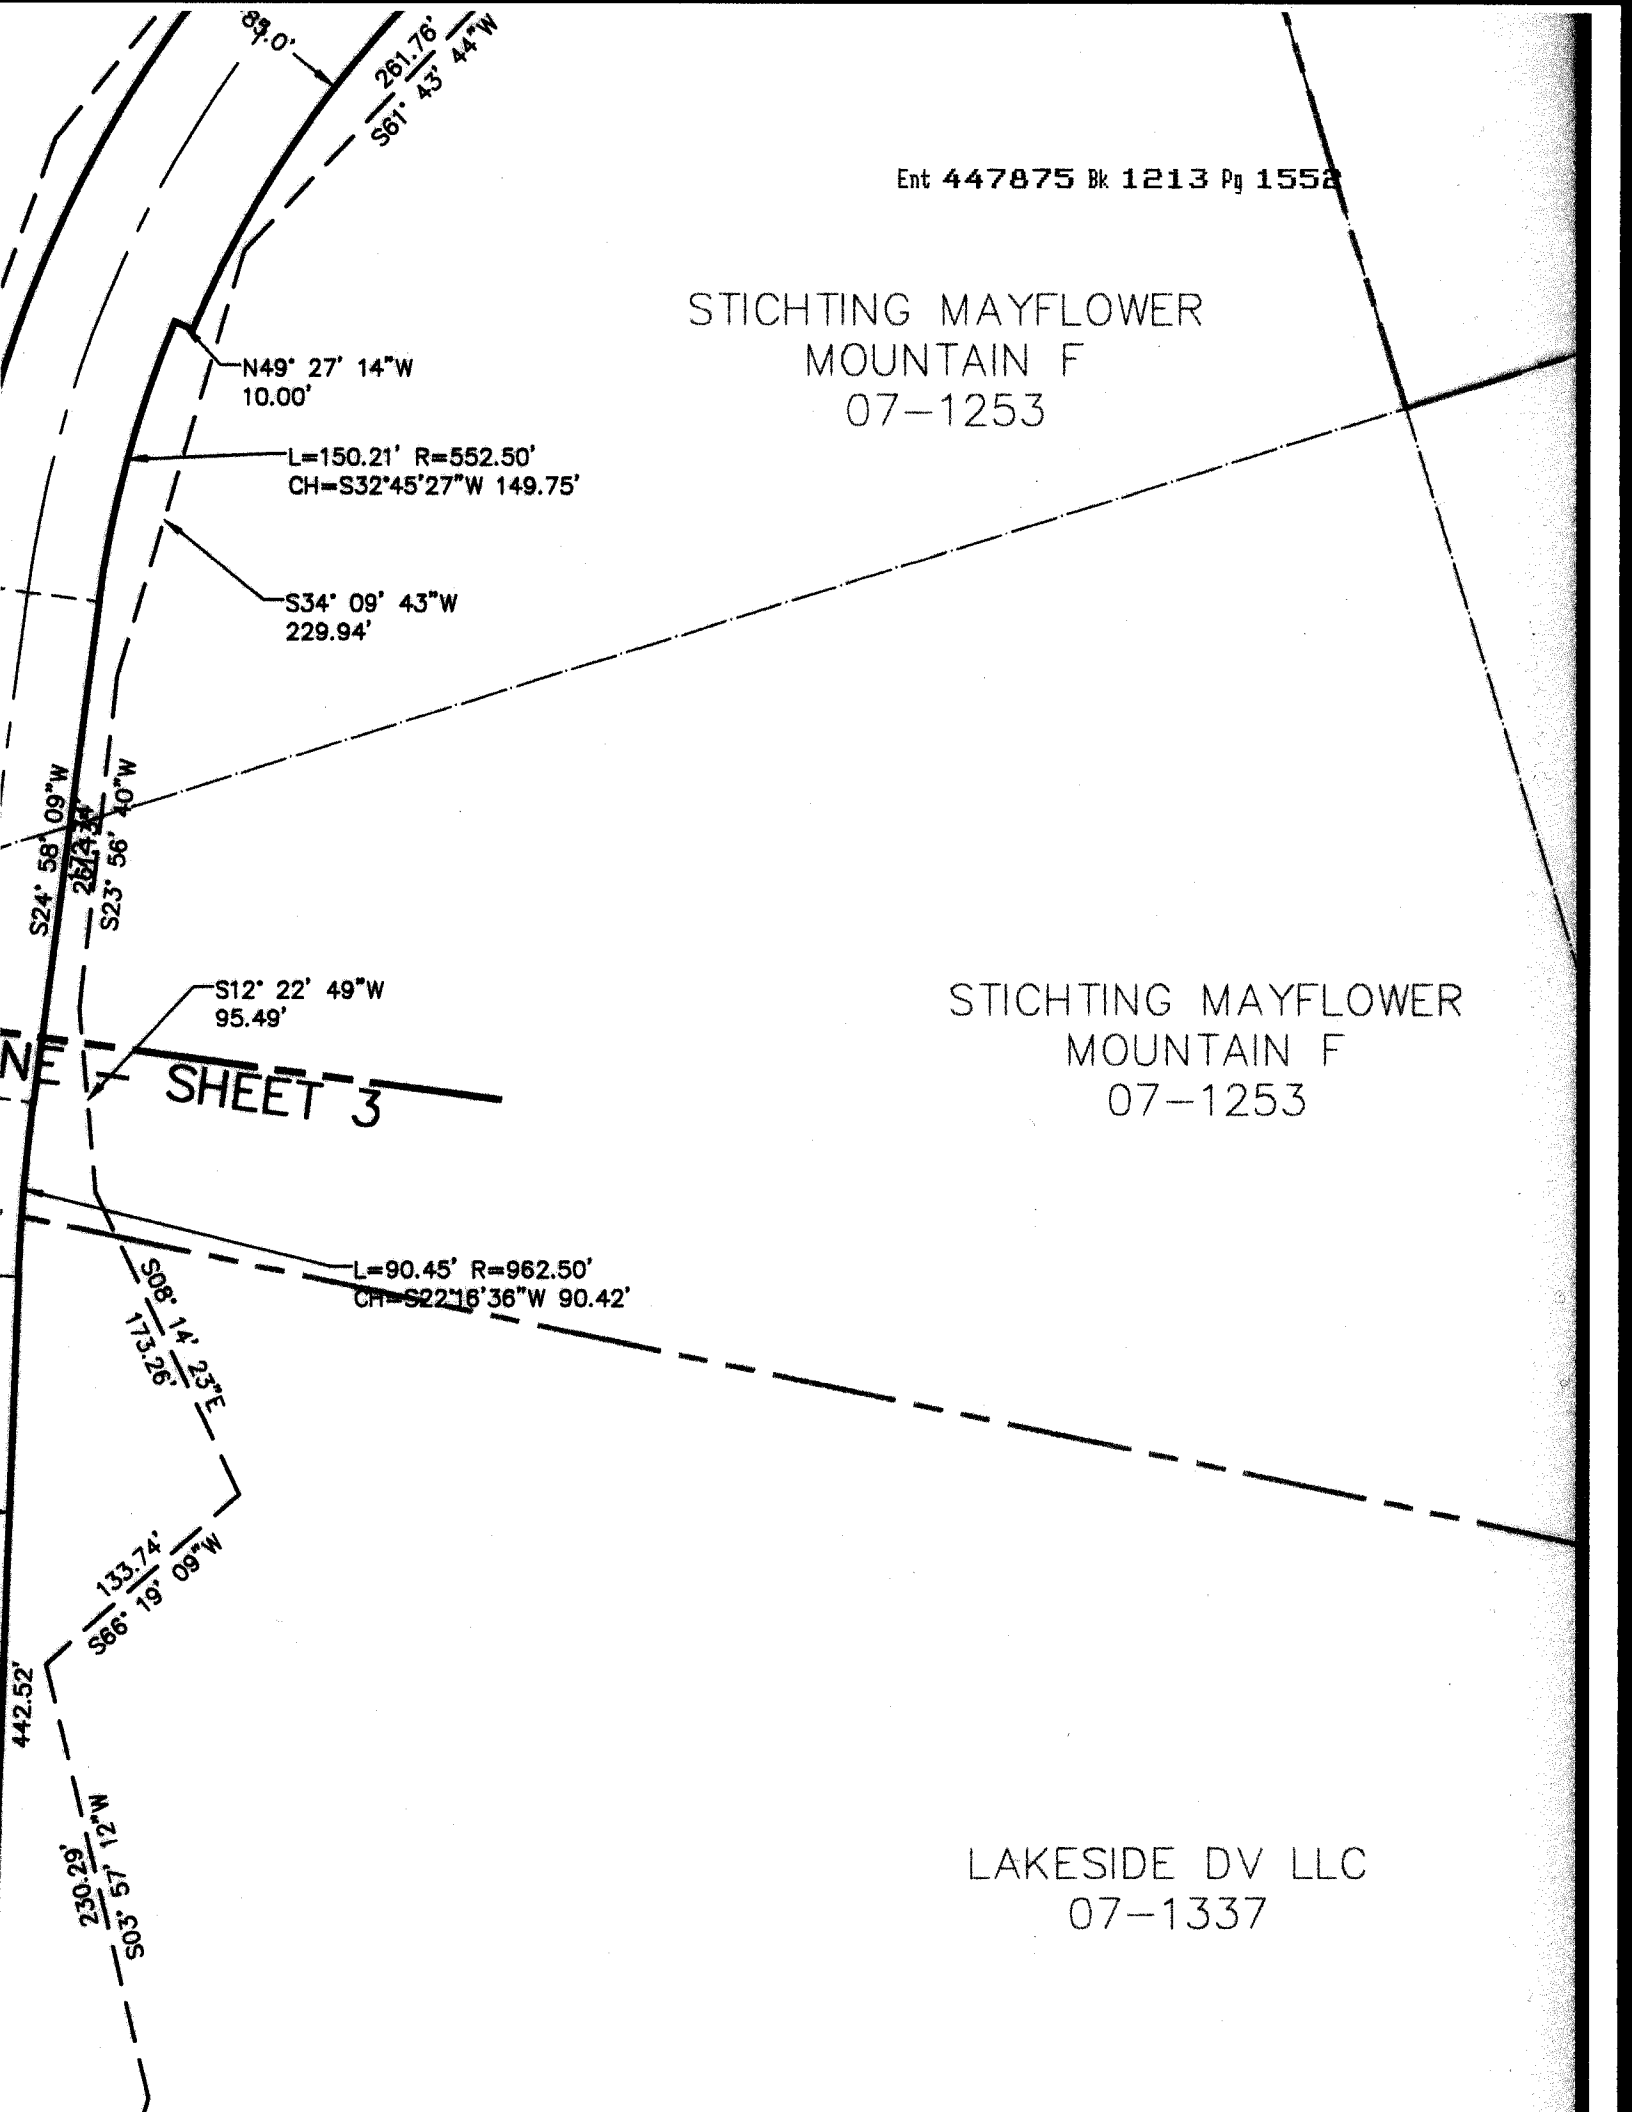 85.0'
261.76'
S61° 43' 44"W
Ent 447875 Bk 1213 Pg 1552
STICHTING MAYFLOWER
MOUNTAIN F
07-1253
N49° 27' 14"W
10.00'
L=150.21' R=552.50'
CH=S32°45'27"W 149.75'
S34° 09' 43"W
229.94'
S24° 58' 09"W
S23° 56' 40"W
S12° 22' 49"W
95.49'
STICHTING MAYFLOWER
MOUNTAIN F
07-1253
SHEET 3
L=90.45' R=962.50'
CH=S22°16'36"W 90.42'
S08° 14' 23"E
173.26'
133.74'
S66° 19' 09"W
442.52'
230.29'
S03° 57' 12"W
LAKESIDE DV LLC
07-1337